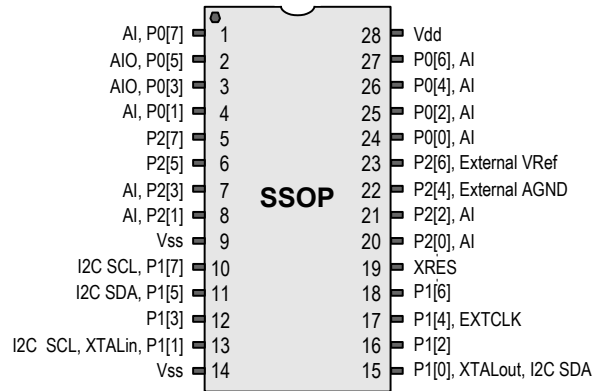 AI, P0[7] 1 28 Vdd
AIO, P0[5] 2 27 P0[6], AI
AIO, P0[3] 3 26 P0[4], AI
AI, P0[1] 4 25 P0[2], AI
P2[7] 5 24 P0[0], AI
P2[5] 6 23 P2[6], External VRef
AI, P2[3] 7 SSOP 22 P2[4], External AGND
AI, P2[1] 8 21 P2[2], AI
Vss 9 20 P2[0], AI
I2C SCL, P1[7] 10 19 XRES
I2C SDA, P1[5] 11 18 P1[6]
P1[3] 12 17 P1[4], EXTCLK
I2C SCL, XTALin, P1[1] 13 16 P1[2]
Vss 14 15 P1[0], XTALout, I2C SDA